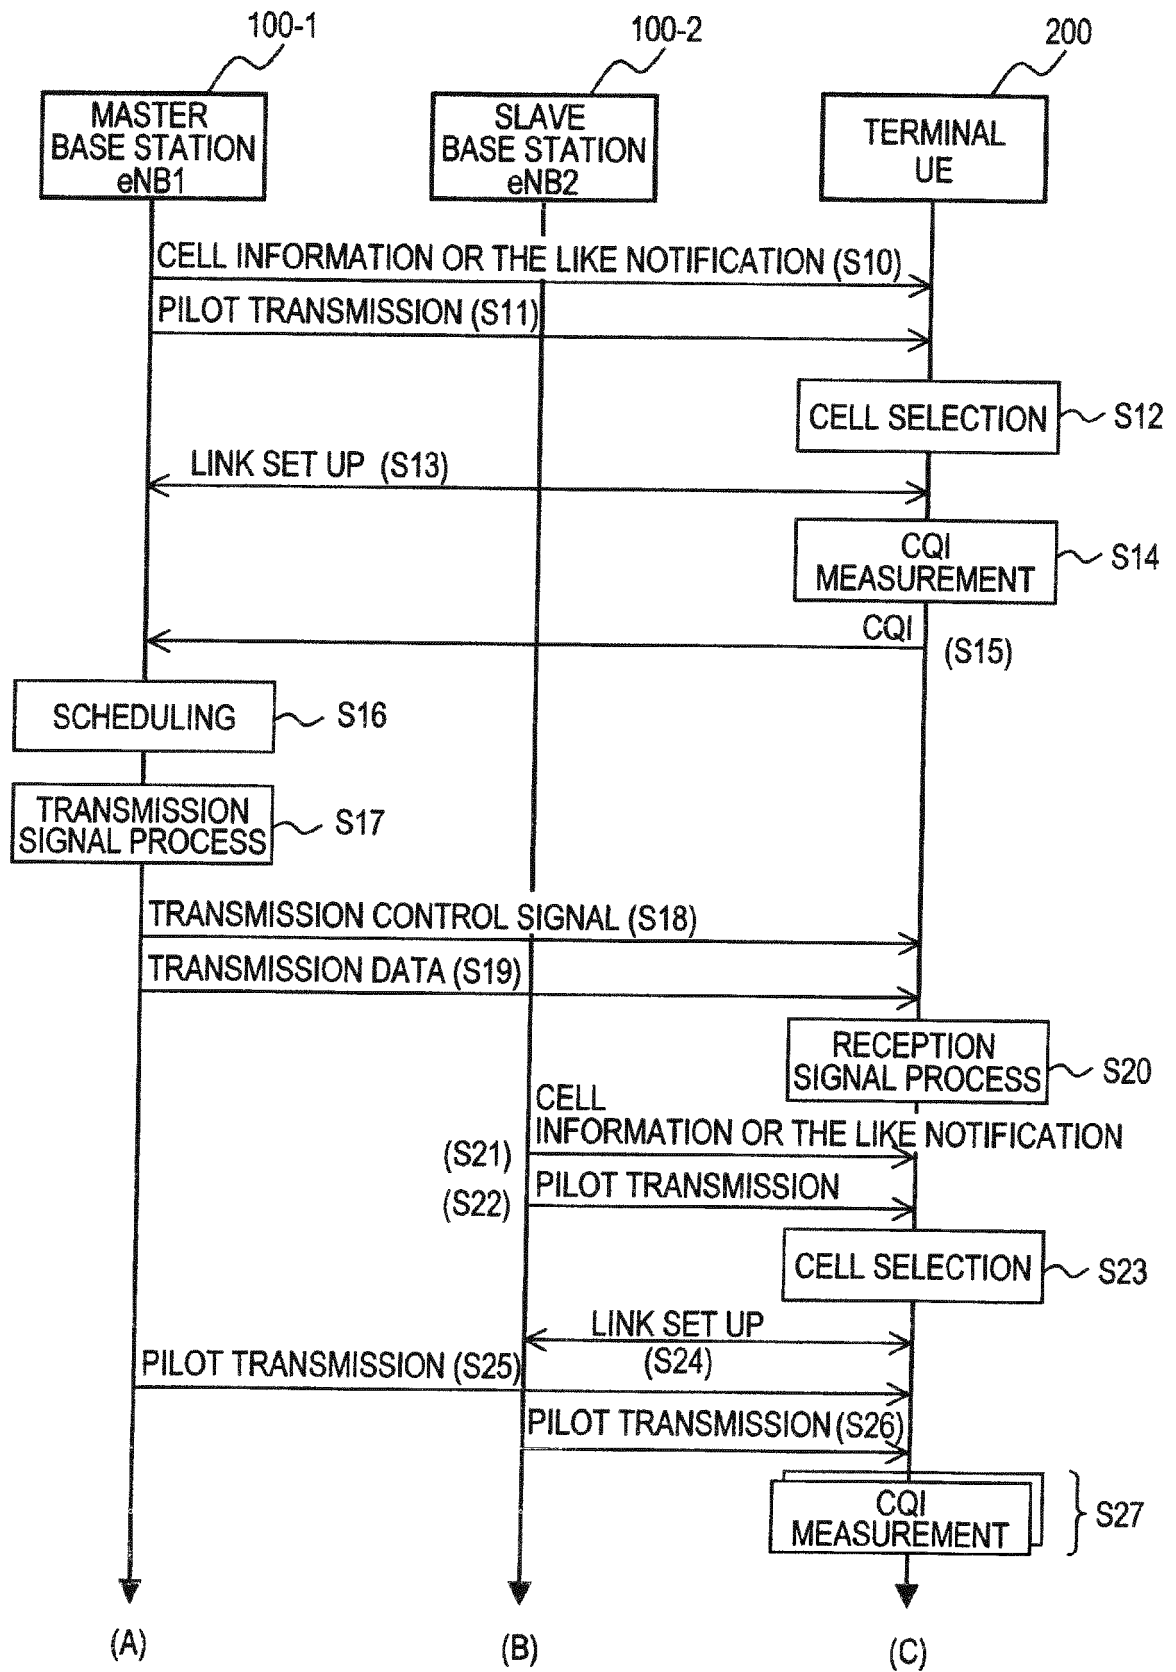 100-1
100-2
200
MASTER
BASE STATION
eNB1
SLAVE
BASE STATION
eNB2
TERMINAL
UE
CELL INFORMATION OR THE LIKE NOTIFICATION (S10)
PILOT TRANSMISSION (S11)
CELL SELECTION
S12
LINK SET UP (S13)
CQI
MEASUREMENT
S14
CQI
(S15)
SCHEDULING
S16
TRANSMISSION
SIGNAL PROCESS
S17
TRANSMISSION CONTROL SIGNAL (S18)
TRANSMISSION DATA (S19)
RECEPTION
SIGNAL PROCESS
S20
CELL
INFORMATION OR THE LIKE NOTIFICATION
(S21)
PILOT TRANSMISSION
(S22)
CELL SELECTION
S23
LINK SET UP
(S24)
PILOT TRANSMISSION (S25)
PILOT TRANSMISSION (S26)
CQI
MEASUREMENT
S27
(A)
(B)
(C)